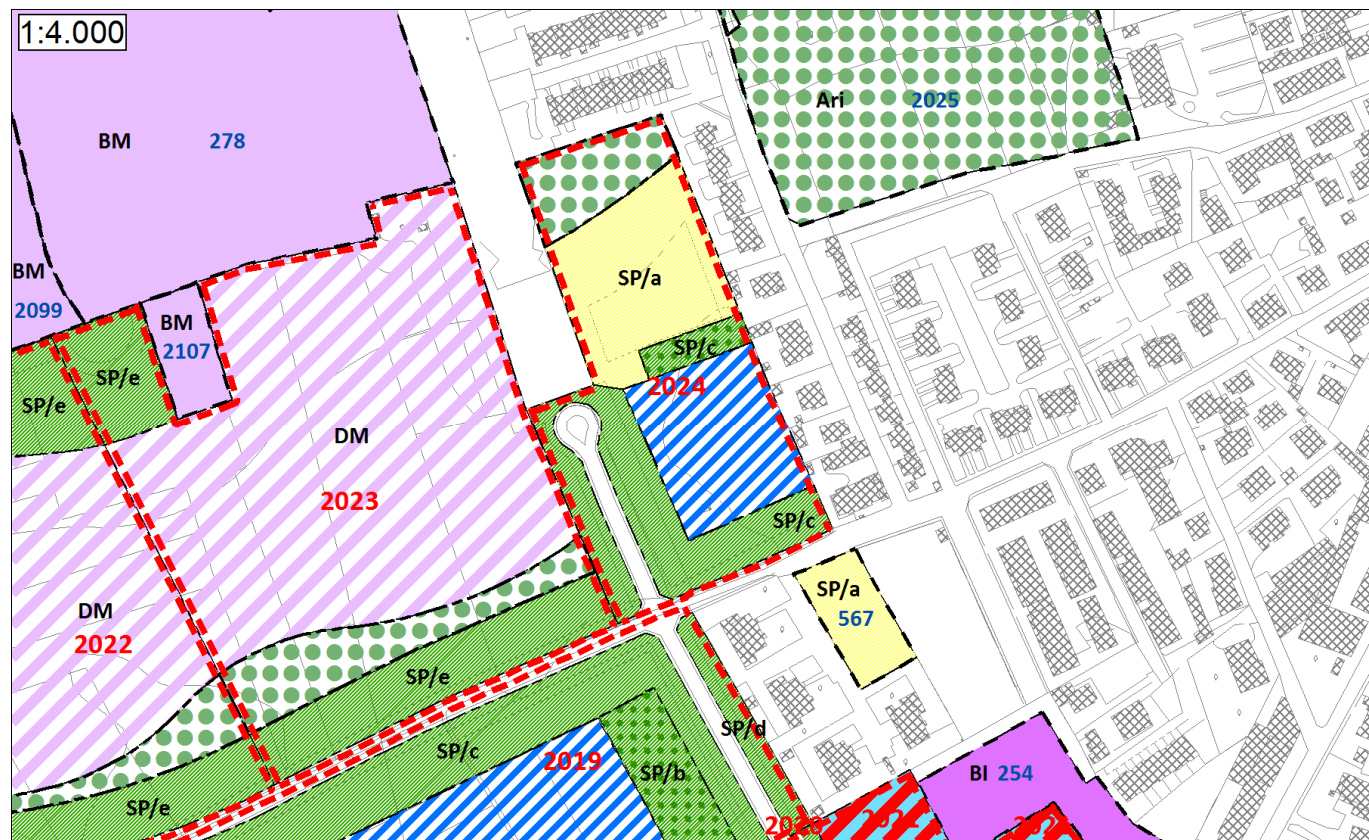 1:4.000
Ari 2025
BM 278
BM
2099
BM
2107
SP/a
SP/c
2024
SP/e
SP/e
DM
2023
SP/c
SP/a
567
DM
2022
SP/e
SP/d
SP/c
2019
SP/b
BI 254
SP/e